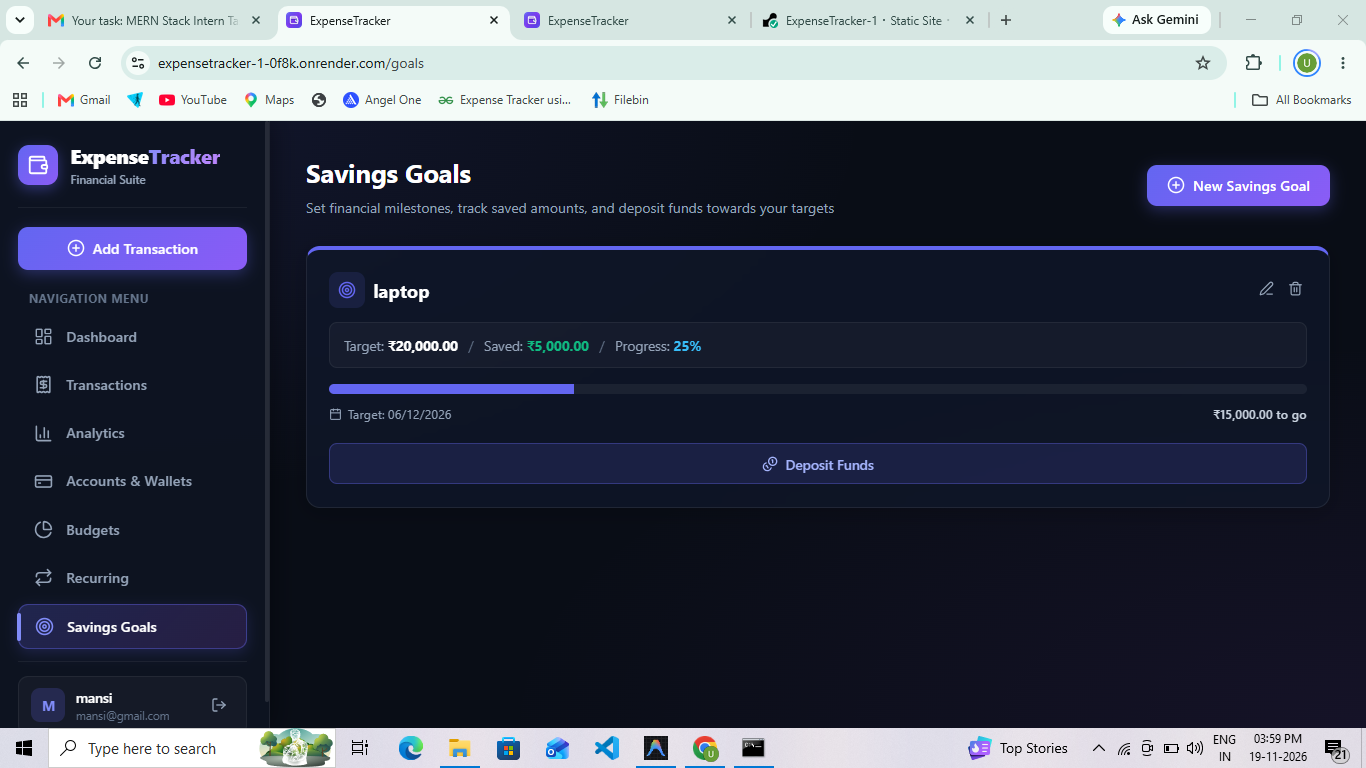 Your task: MERN Stack Intern Ta
ExpenseTracker
ExpenseTracker
ExpenseTracker-1 · Static Site ·
Ask Gemini
expensetracker-1-0f8k.onrender.com/goals
U
Gmail
YouTube
Maps
Angel One
Expense Tracker usi...
Filebin
All Bookmarks
ExpenseTracker
Financial Suite
Add Transaction
NAVIGATION MENU
Dashboard
Transactions
Analytics
Accounts & Wallets
Budgets
Recurring
Savings Goals
M
mansi
mansi@gmail.com
Savings Goals
Set financial milestones, track saved amounts, and deposit funds towards your targets
New Savings Goal
laptop
Target: ₹20,000.00 / Saved: ₹5,000.00 / Progress: 25%
Target: 06/12/2026
₹15,000.00 to go
Deposit Funds
Type here to search
Top Stories
ENG
IN
03:59 PM
19-11-2026
21